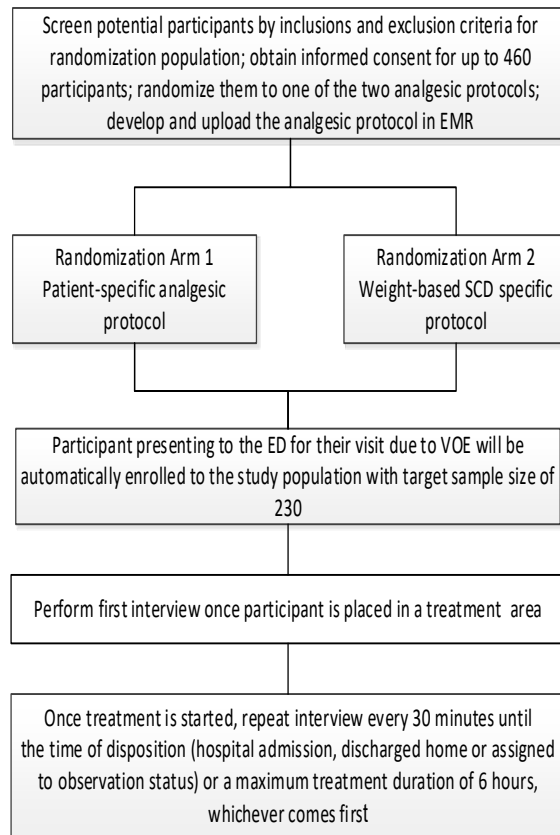 Screen potential participants by inclusions and exclusion criteria for
randomization population; obtain informed consent for up to 460
participants; randomize them to one of the two analgesic protocols;
develop and upload the analgesic protocol in EMR
Randomization Arm 1
Patient-specific analgesic
protocol
Randomization Arm 2
Weight-based SCD specific
protocol
Participant presenting to the ED for their visit due to VOE will be
automatically enrolled to the study population with target sample size of
230
Perform first interview once participant is placed in a treatment area
Once treatment is started, repeat interview every 30 minutes until
the time of disposition (hospital admission, discharged home or assigned
to observation status) or a maximum treatment duration of 6 hours,
whichever comes first